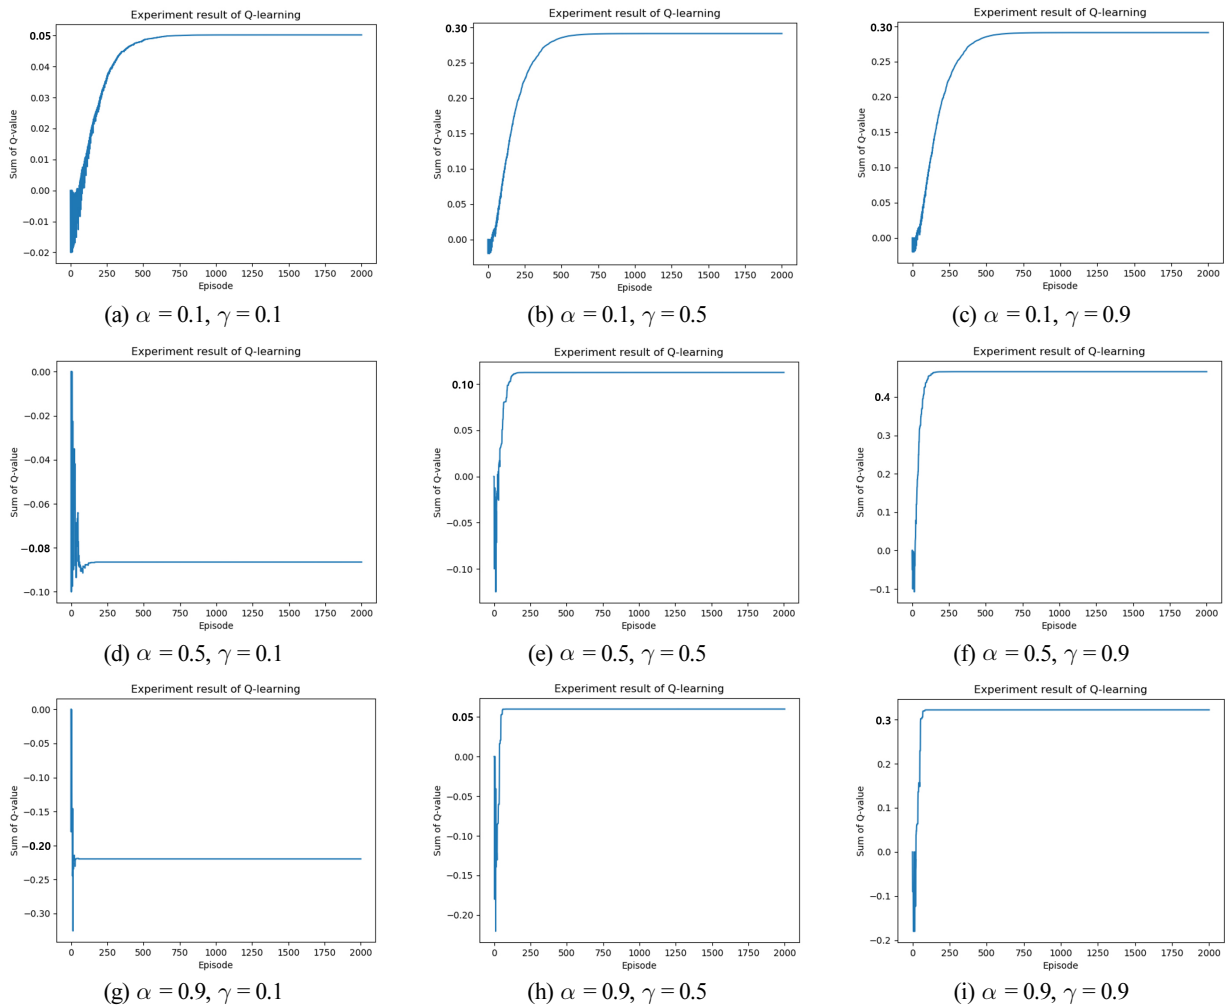 Experiment result of Q-learning
0.05
0.04
0.03
0.02
0.01
0.00
−0.01
−0.02
Sum of Q-value
0 250 500 750 1000 1250 1500 1750 2000
Episode
(a) α = 0.1, γ = 0.1
Experiment result of Q-learning
0.30
0.25
0.20
0.15
0.10
0.05
0.00
Sum of Q-value
0 250 500 750 1000 1250 1500 1750 2000
Episode
(b) α = 0.1, γ = 0.5
Experiment result of Q-learning
0.30
0.25
0.20
0.15
0.10
0.05
0.00
Sum of Q-value
0 250 500 750 1000 1250 1500 1750 2000
Episode
(c) α = 0.1, γ = 0.9
Experiment result of Q-learning
0.00
−0.02
−0.04
−0.06
−0.08
−0.10
Sum of Q-value
0 250 500 750 1000 1250 1500 1750 2000
Episode
(d) α = 0.5, γ = 0.1
Experiment result of Q-learning
0.10
0.05
0.00
−0.05
−0.10
Sum of Q-value
0 250 500 750 1000 1250 1500 1750 2000
Episode
(e) α = 0.5, γ = 0.5
Experiment result of Q-learning
0.4
0.3
0.2
0.1
0.0
−0.1
Sum of Q-value
0 250 500 750 1000 1250 1500 1750 2000
Episode
(f) α = 0.5, γ = 0.9
Experiment result of Q-learning
0.00
−0.05
−0.10
−0.15
−0.20
−0.25
−0.30
Sum of Q-value
0 250 500 750 1000 1250 1500 1750 2000
Episode
(g) α = 0.9, γ = 0.1
Experiment result of Q-learning
0.05
0.00
−0.05
−0.10
−0.15
−0.20
Sum of Q-value
0 250 500 750 1000 1250 1500 1750 2000
Episode
(h) α = 0.9, γ = 0.5
Experiment result of Q-learning
0.3
0.2
0.1
0.0
−0.1
−0.2
Sum of Q-value
0 250 500 750 1000 1250 1500 1750 2000
Episode
(i) α = 0.9, γ = 0.9